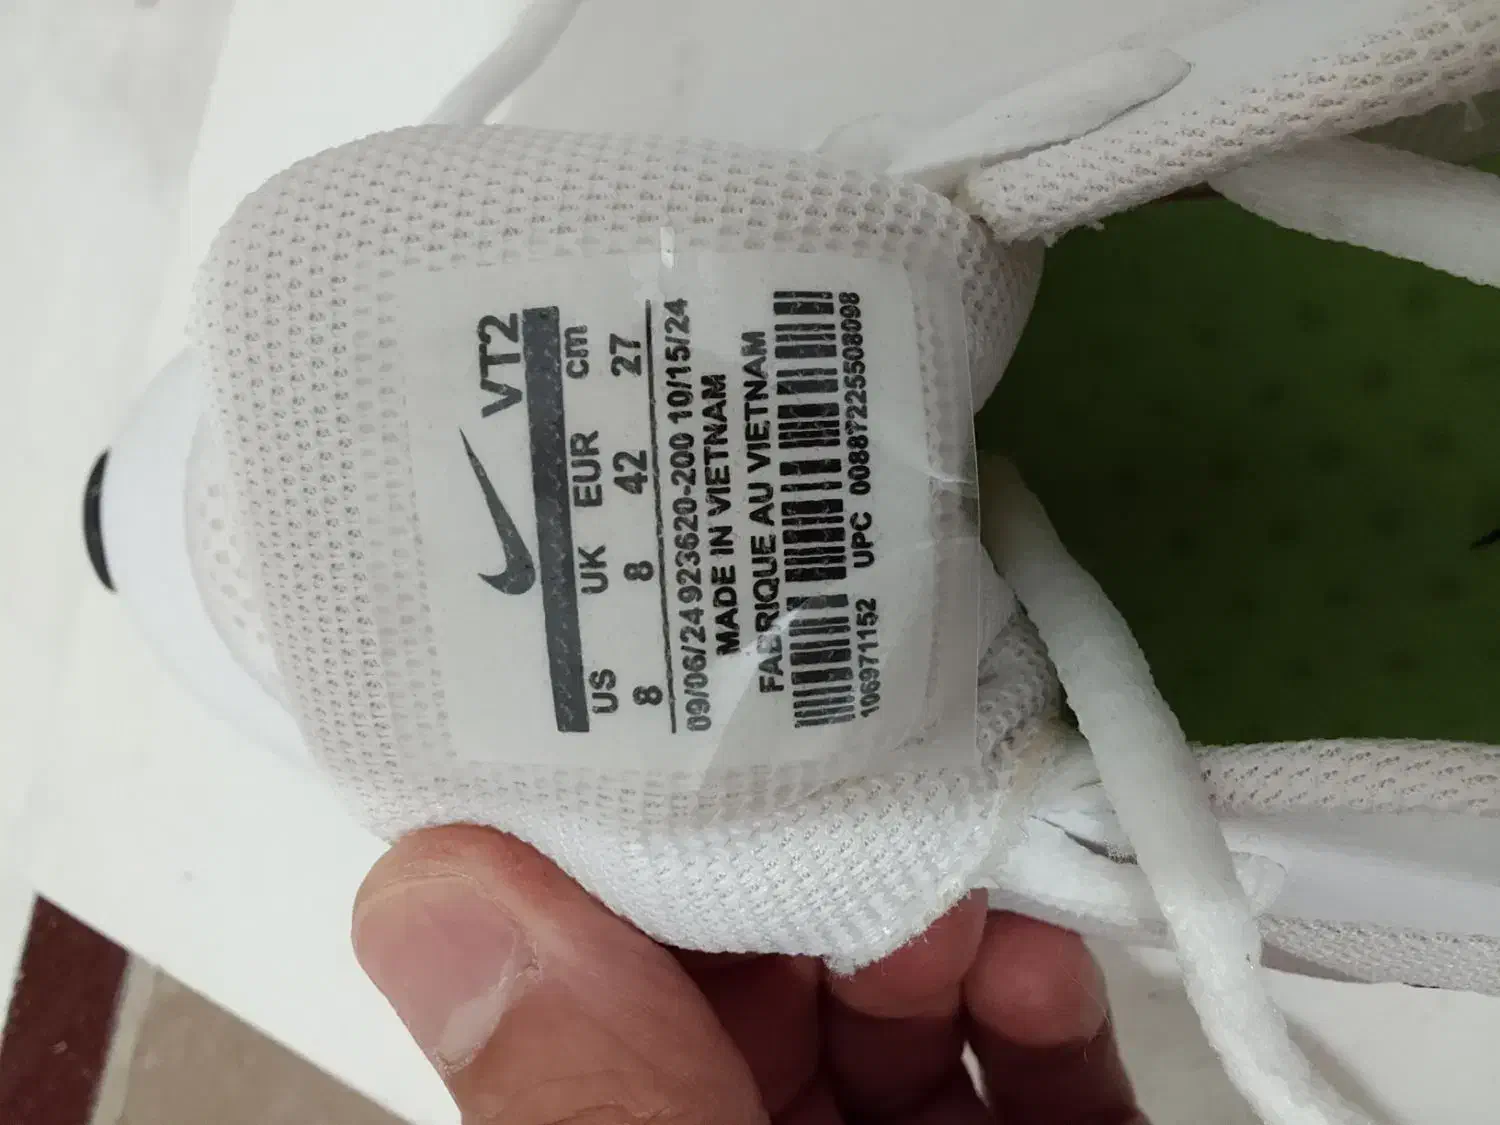 VT2
US UK EUR cm
8 8 42 27
09/06/24 923620-200 10/15/24
MADE IN VIETNAM
FABRIQUE AU VIETNAM
106971152 UPC 00887225508098